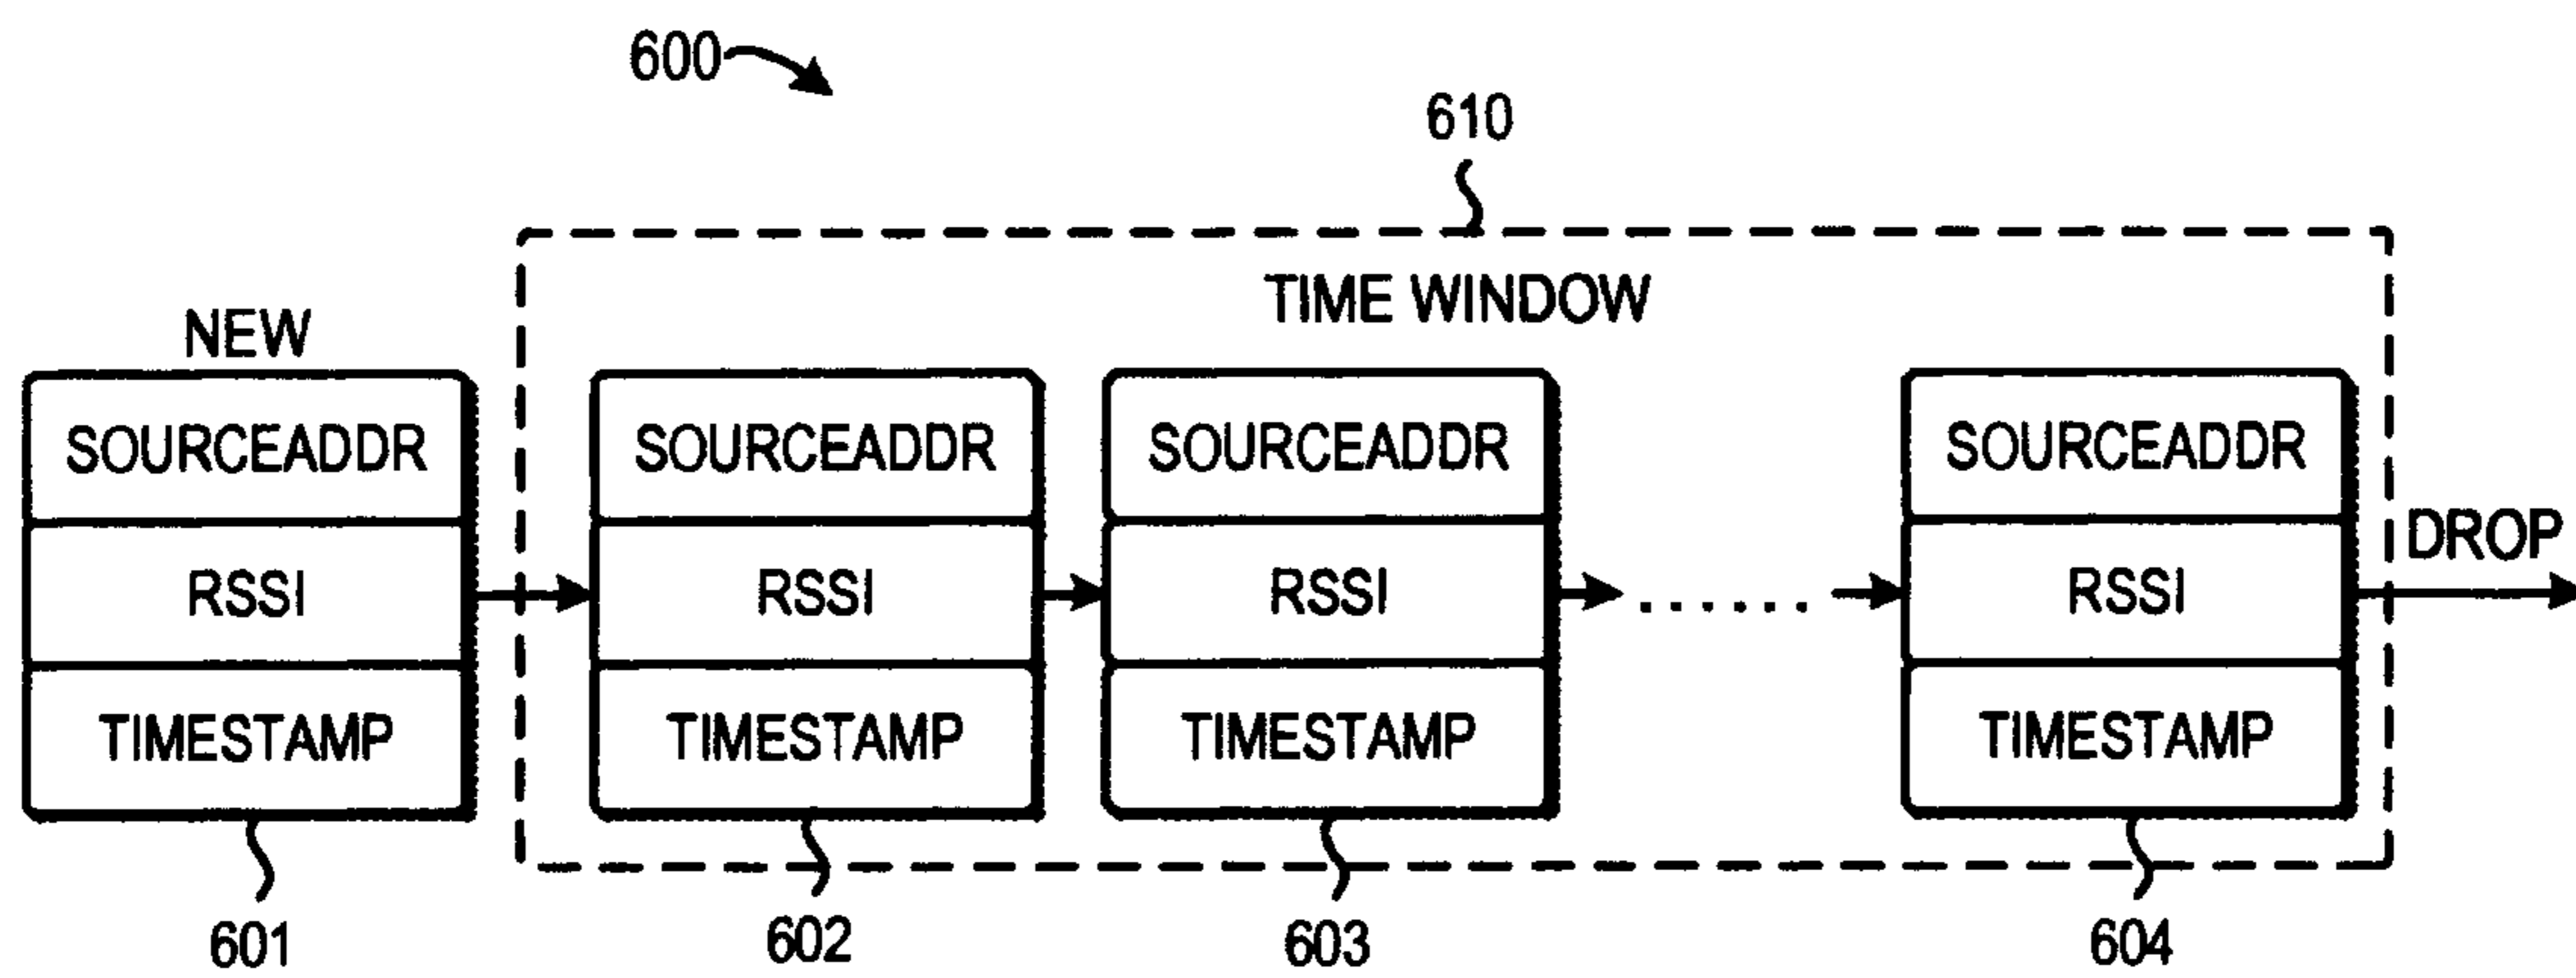 600
610
TIME WINDOW
NEW
SOURCEADDR SOURCEADDR SOURCEADDR SOURCEADDR
DROP
RSSI RSSI RSSI ...... RSSI
TIMESTAMP TIMESTAMP TIMESTAMP TIMESTAMP
601 602 603 604